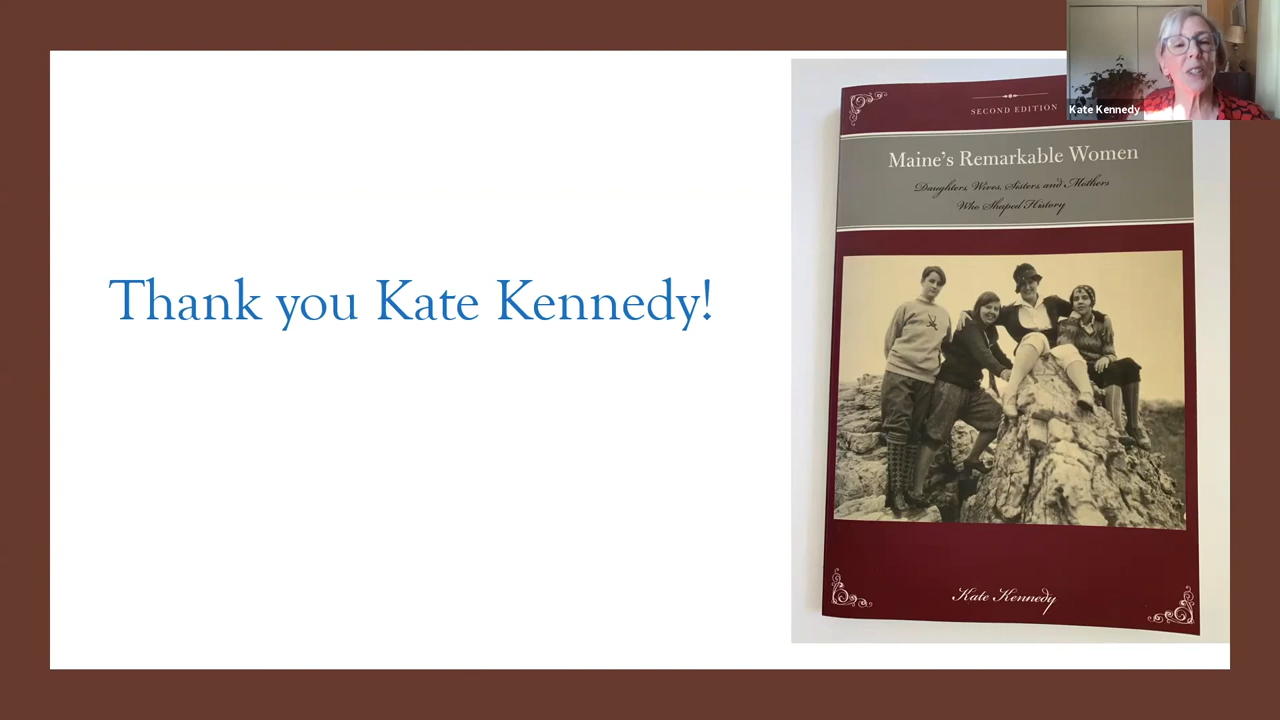 Thank you Kate Kennedy!
SECOND EDITION
Maine's Remarkable Women
Daughters, Wives, Sisters, and Mothers
Who Shaped History
Kate Kennedy
Kate Kennedy